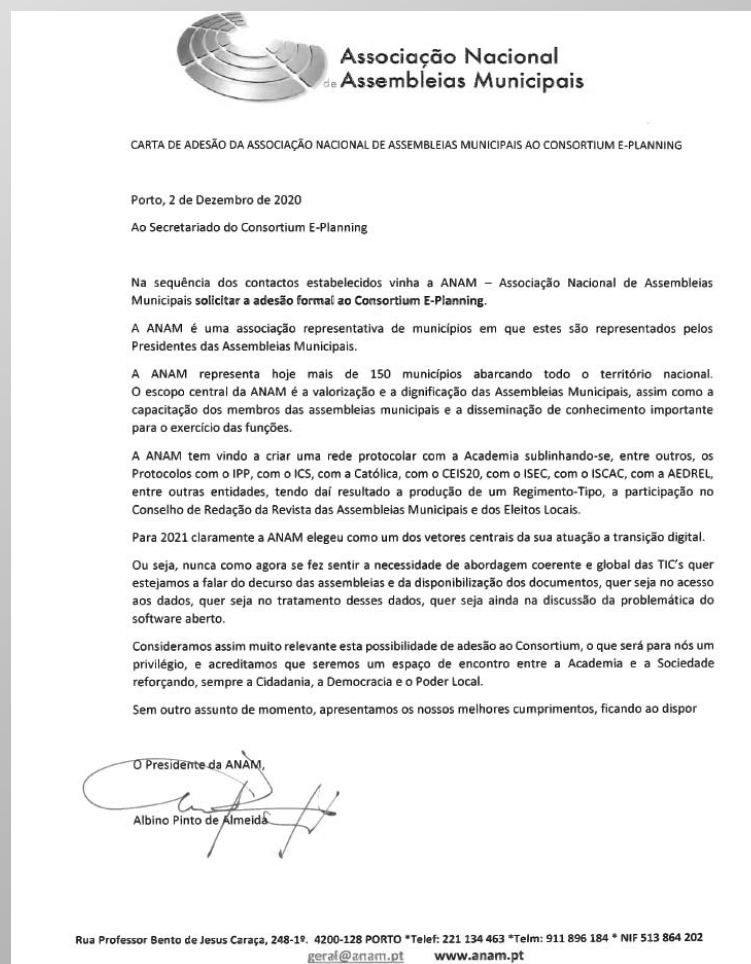 Associação Nacional
de Assembleias Municipais
CARTA DE ADESÃO DA ASSOCIAÇÃO NACIONAL DE ASSEMBLEIAS MUNICIPAIS AO CONSORTIUM E-PLANNING
Porto, 2 de Dezembro de 2020
Ao Secretariado do Consortium E-Planning
Na sequência dos contactos estabelecidos vinha a ANAM – Associação Nacional de Assembleias
Municipais solicitar a adesão formal ao Consortium E-Planning.
A ANAM é uma associação representativa de municípios em que estes são representados pelos
Presidentes das Assembleias Municipais.
A ANAM representa hoje mais de 150 municípios abarcando todo o território nacional.
O escopo central da ANAM é a valorização e a dignificação das Assembleias Municipais, assim como a
capacitação dos membros das assembleias municipais e a disseminação de conhecimento importante
para o exercício das funções.
A ANAM tem vindo a criar uma rede protocolar com a Academia sublinhando-se, entre outros, os
Protocolos com o IPP, com o ICS, com a Católica, com o CEIS20, com o ISEC, com o ISCAC, com a AEDREL,
entre outras entidades, tendo daí resultado a produção de um Regimento-Tipo, a participação no
Conselho de Redação da Revista das Assembleias Municipais e dos Eleitos Locais.
Para 2021 claramente a ANAM elegeu como um dos vetores centrais da sua atuação a transição digital.
Ou seja, nunca como agora se fez sentir a necessidade de abordagem coerente e global das TIC's quer
estejamos a falar do decurso das assembleias e da disponibilização dos documentos, quer seja no acesso
aos dados, quer seja no tratamento desses dados, quer seja ainda na discussão da problemática do
software aberto.
Consideramos assim muito relevante esta possibilidade de adesão ao Consortium, o que será para nós um
privilégio, e acreditamos que seremos um espaço de encontro entre a Academia e a Sociedade
reforçando, sempre a Cidadania, a Democracia e o Poder Local.
Sem outro assunto de momento, apresentamos os nossos melhores cumprimentos, ficando ao dispor
O Presidente da ANAM,
Albino Pinto de Almeida
Rua Professor Bento de Jesus Caraça, 248-1º. 4200-128 PORTO *Telef: 221 134 463 *Telm: 911 896 184 * NIF 513 864 202
geral@anam.pt www.anam.pt